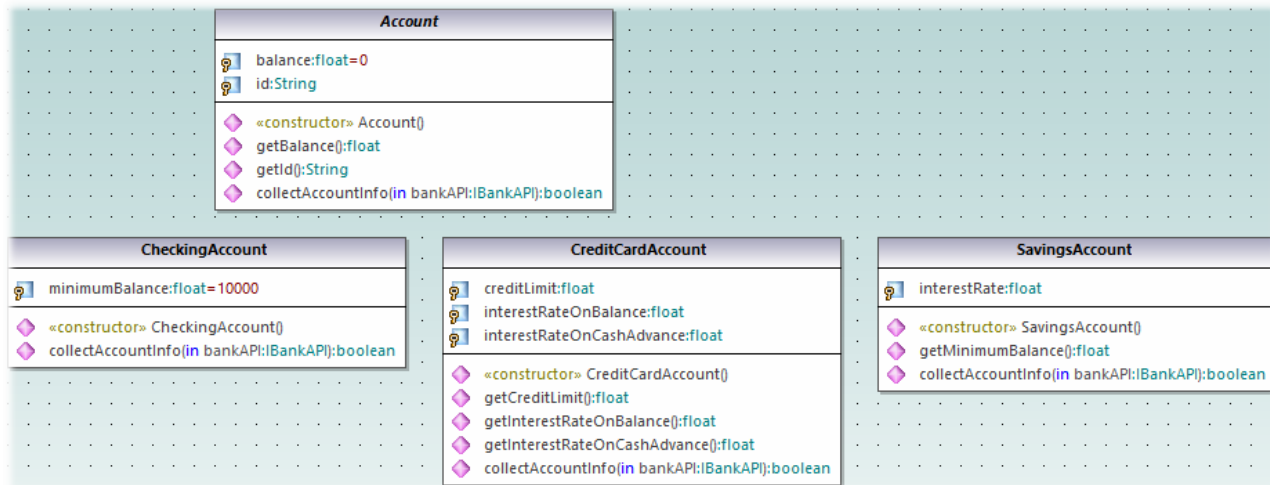 Account
balance:float=0
id:String
«constructor» Account()
getBalance():float
getId():String
collectAccountInfo(in bankAPI:IBankAPI):boolean
CheckingAccount
minimumBalance:float=10000
«constructor» CheckingAccount()
collectAccountInfo(in bankAPI:IBankAPI):boolean
CreditCardAccount
creditLimit:float
interestRateOnBalance:float
interestRateOnCashAdvance:float
«constructor» CreditCardAccount()
getCreditLimit():float
getInterestRateOnBalance():float
getInterestRateOnCashAdvance():float
collectAccountInfo(in bankAPI:IBankAPI):boolean
SavingsAccount
interestRate:float
«constructor» SavingsAccount()
getMinimumBalance():float
collectAccountInfo(in bankAPI:IBankAPI):boolean